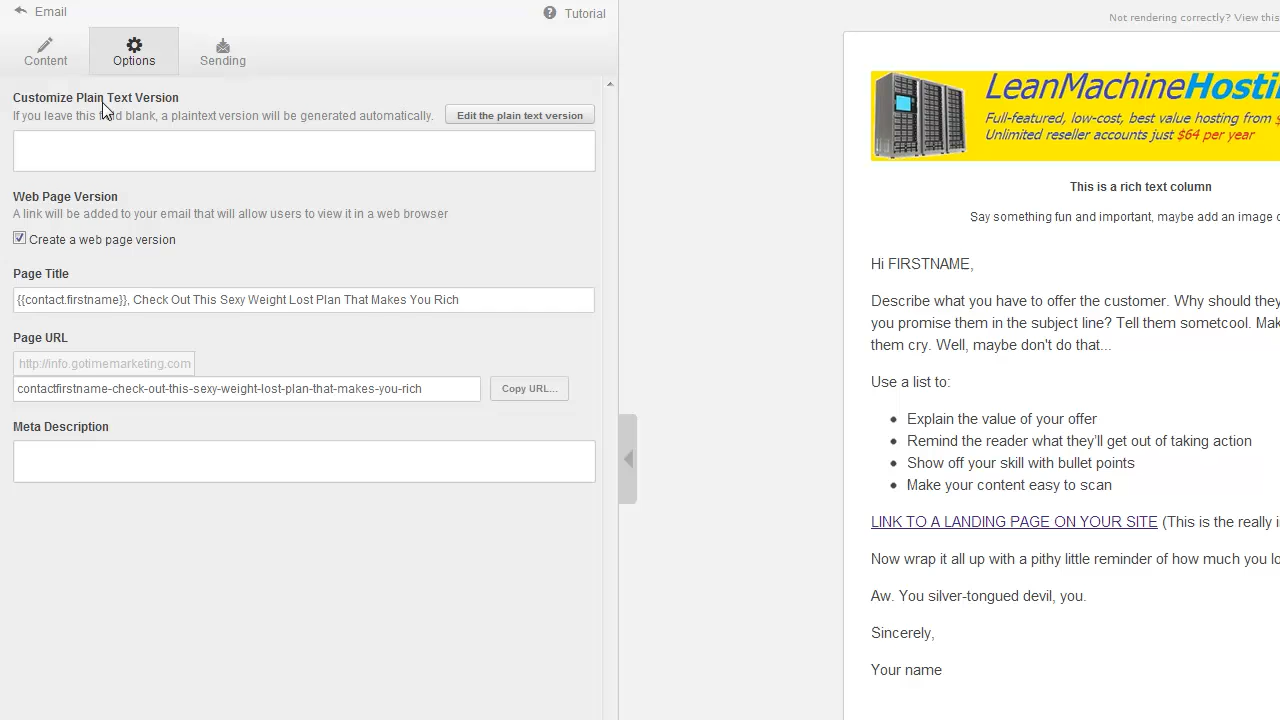 Email
Tutorial
Content
Options
Sending
Customize Plain Text Version
If you leave this field blank, a plain version will be generated automatically.
Edit the plain text version
Web Page Version
A link will be added to your email that will allow users to view it in a web browser
Create a web page version
Page Title
{{contact.firstname}}, Check Out This Sexy Weight Lost Plan That Makes You Rich
Page URL
http://info.gotimemarketing.com
contactfirstname-check-out-this-sexy-weight-lost-plan-that-makes-you-rich
Copy URL...
Meta Description
Not rendering correctly? View this
LeanMachineHosti
Full-featured, low-cost, best value hosting from
Unlimited reseller accounts just $64 per year
This is a rich text column
Say something fun and important, maybe add an image
Hi FIRSTNAME,
Describe what you have to offer the customer. Why should they
you promise them in the subject line? Tell them sometcool.
them cry. Well, maybe don't do that...
Use a list to:
Explain the value of your offer
Remind the reader what they'll get out of taking action
Show off your skill with bullet points
Make your content easy to scan
LINK TO A LANDING PAGE ON YOUR SITE (This is the really
Now wrap it all up with a pithy little reminder of how much you
Aw. You silver-tongued devil, you.
Sincerely,
Your name